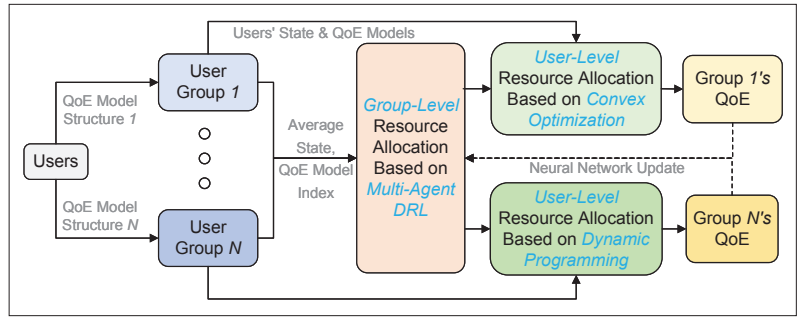 Users' State & QoE Models
User
Group 1
QoE Model
Structure 1
Users
QoE Model
Structure N
User
Group N
Average
State,
QoE Model
Index
Group-Level
Resource
Allocation
Based on
Multi-Agent
DRL
User-Level
Resource Allocation
Based on Convex
Optimization
Group 1's
QoE
Neural Network Update
User-Level
Resource Allocation
Based on Dynamic
Programming
Group N's
QoE